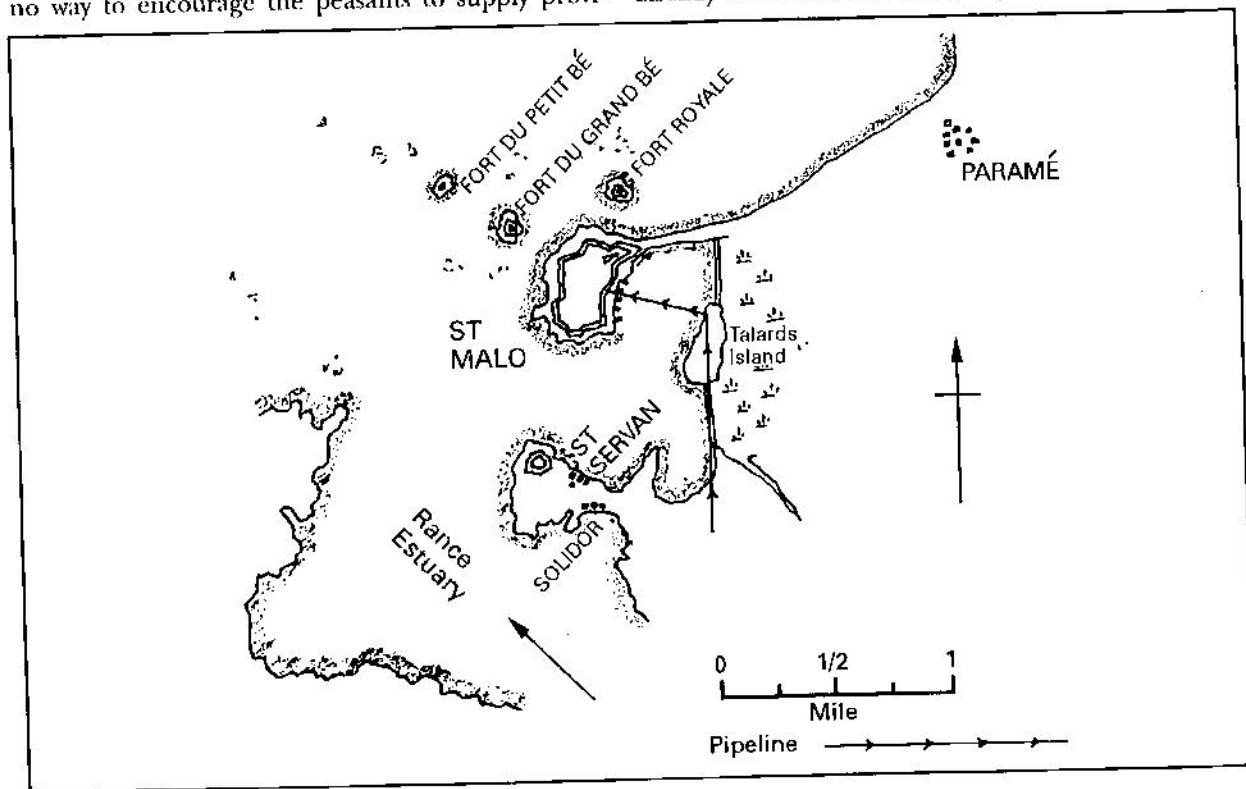 no way to encourage the peasants to supply provi-
FORT DU PETIT BÉ
FORT DU GRAND BÉ
FORT ROYALE
PARAMÉ
ST
MALO
Talards
Island
ST
SERVAN
SOLIDOR
Rance
Estuary
0 1/2 1
Mile
Pipeline